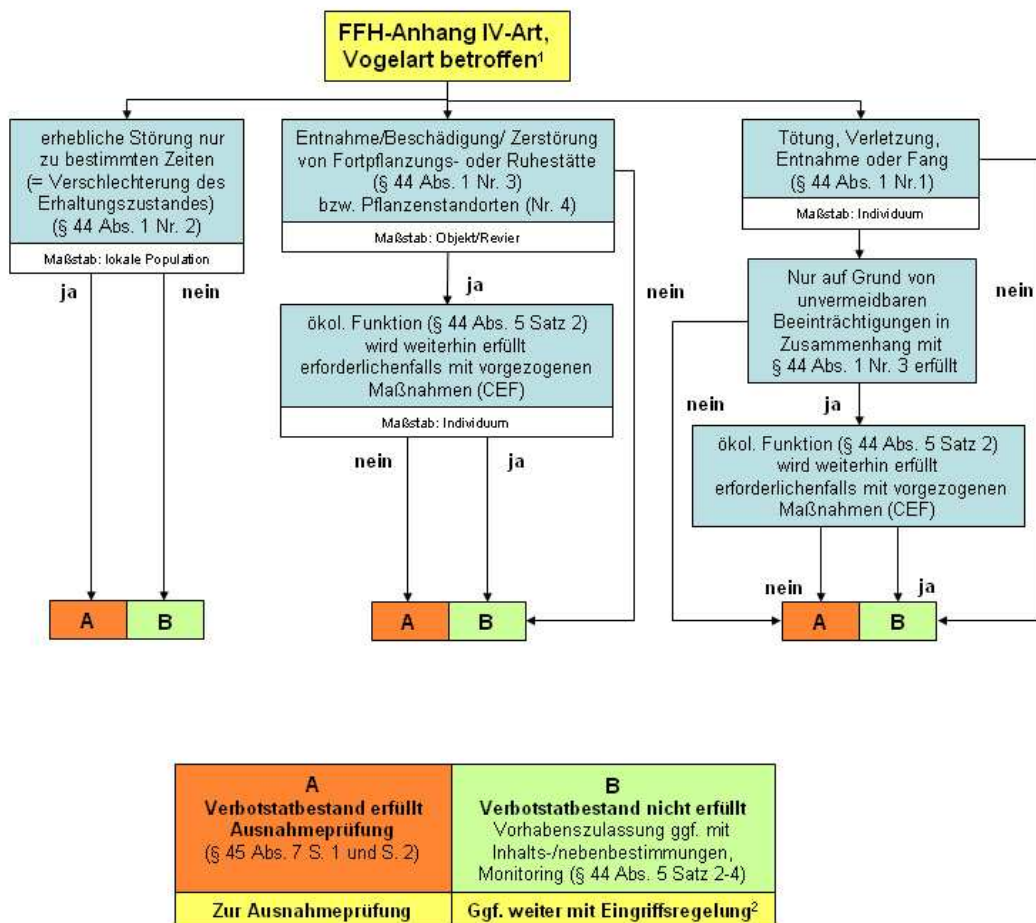 FFH-Anhang IV-Art,
Vogelart betroffen¹
erhebliche Störung nur
zu bestimmten Zeiten
(= Verschlechterung des
Erhaltungszustandes)
(§ 44 Abs. 1 Nr. 2)
Maßstab: lokale Population
ja
nein
A
B
Entnahme/Beschädigung/ Zerstörung
von Fortpflanzungs- oder Ruhestätte
(§ 44 Abs. 1 Nr. 3)
bzw. Pflanzenstandorten (Nr. 4)
Maßstab: Objekt/Revier
ja
nein
ökol. Funktion (§ 44 Abs. 5 Satz 2)
wird weiterhin erfüllt
erforderlichenfalls mit vorgezogenen
Maßnahmen (CEF)
Maßstab: Individuum
nein
ja
A
B
Tötung, Verletzung,
Entnahme oder Fang
(§ 44 Abs. 1 Nr.1)
Maßstab: Individuum
nein
Nur auf Grund von
unvermeidbaren
Beeinträchtigungen in
Zusammenhang mit
§ 44 Abs. 1 Nr. 3 erfüllt
nein
ja
ökol. Funktion (§ 44 Abs. 5 Satz 2)
wird weiterhin erfüllt
erforderlichenfalls mit vorgezogenen
Maßnahmen (CEF)
nein
ja
A
B
A
Verbotstatbestand erfüllt
Ausnahmeprüfung
(§ 45 Abs. 7 S. 1 und S. 2)
Zur Ausnahmeprüfung
B
Verbotstatbestand nicht erfüllt
Vorhabenszulassung ggf. mit
Inhalts-/nebenbestimmungen,
Monitoring (§ 44 Abs. 5 Satz 2-4)
Ggf. weiter mit Eingriffsregelung²